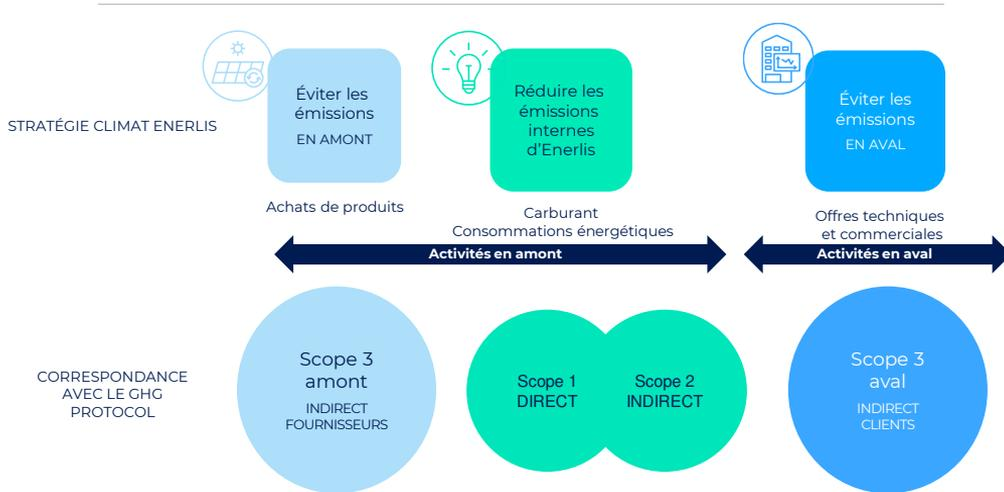 STRATÉGIE CLIMAT ENERLIS
Éviter les
émissions
EN AMONT
Réduire les
émissions
internes
d'Enerlis
Éviter les
émissions
EN AVAL
Achats de produits
Carburant
Consommations énergétiques
Offres techniques
et commerciales
Activités en amont
Activités en aval
CORRESPONDANCE
AVEC LE GHG
PROTOCOL
Scope 3
amont
INDIRECT
FOURNISSEURS
Scope 1
DIRECT
Scope 2
INDIRECT
Scope 3
aval
INDIRECT
CLIENTS